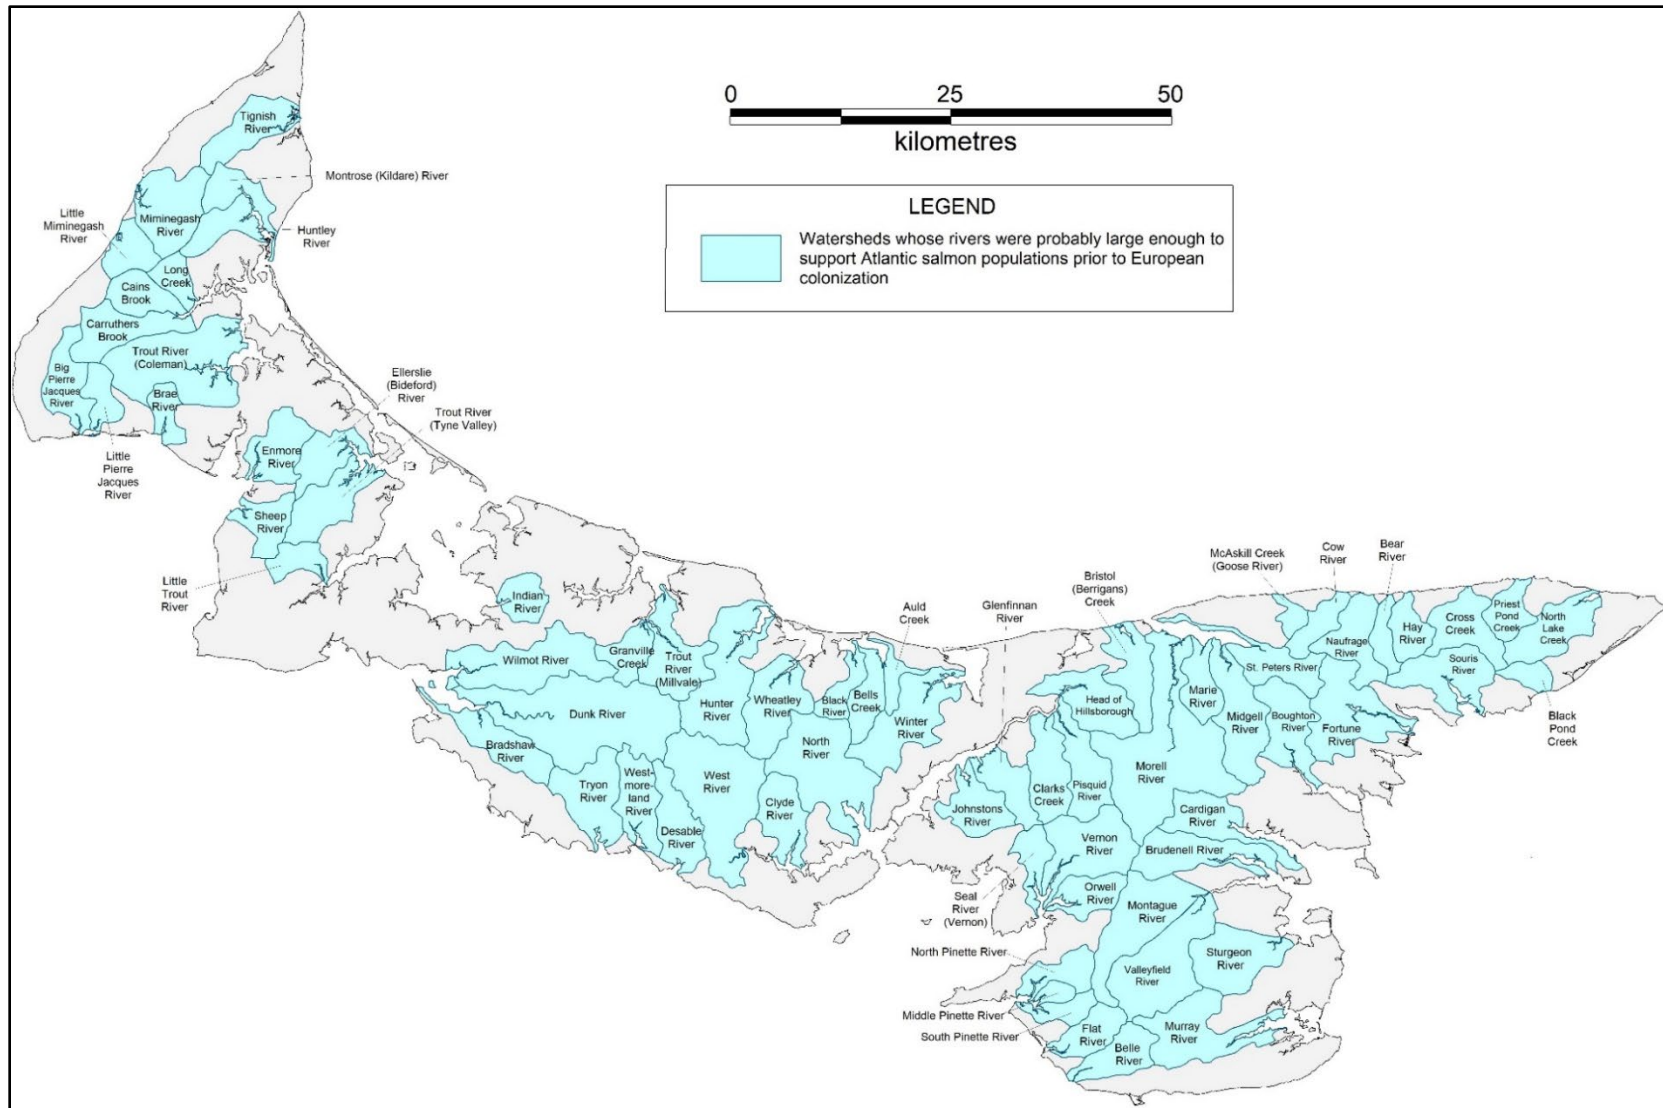 0 25 50
kilometres
LEGEND
Watersheds whose rivers were probably large enough to
support Atlantic salmon populations prior to European
colonization
Tignish
River
Montrose (Kildare) River
Little
Miminegash
River
Miminegash
River
Huntley
River
Long
Creek
Cains
Brook
Carruthers
Brook
Trout River
(Coleman)
Big
Pierre
Jacques
River
Brae
River
Little
Pierre
Jacques
River
Ellerslie
(Bideford)
River
Trout River
(Tyne Valley)
Enmore
River
Sheep
River
Little
Trout
River
Indian
River
Wilmot River
Granville
Creek
Trout
River
(Millvale)
Dunk River
Hunter
River
Wheatley
River
Black
River
Bells
Creek
Auld
Creek
Winter
River
North
River
Bradshaw
River
Tryon
River
West-
more-
land
River
Desable
River
West
River
Clyde
River
Glenfinnan
River
Bristol
(Berrigans)
Creek
McAskill Creek
(Goose River)
Cow
River
Bear
River
Hay
River
Cross
Creek
Priest
Pond
Creek
North
Lake
Creek
Naufrage
River
St. Peters River
Souris
River
Black
Pond
Creek
Head of
Hillsborough
Marie
River
Midgell
River
Boughton
River
Fortune
River
Morell
River
Johnstons
River
Clarks
Creek
Pisquid
River
Cardigan
River
Vernon
River
Brudenell River
Seal
River
(Vernon)
Orwell
River
Montague
River
North Pinette River
Sturgeon
River
Valleyfield
River
Middle Pinette River
South Pinette River
Flat
River
Belle
River
Murray
River